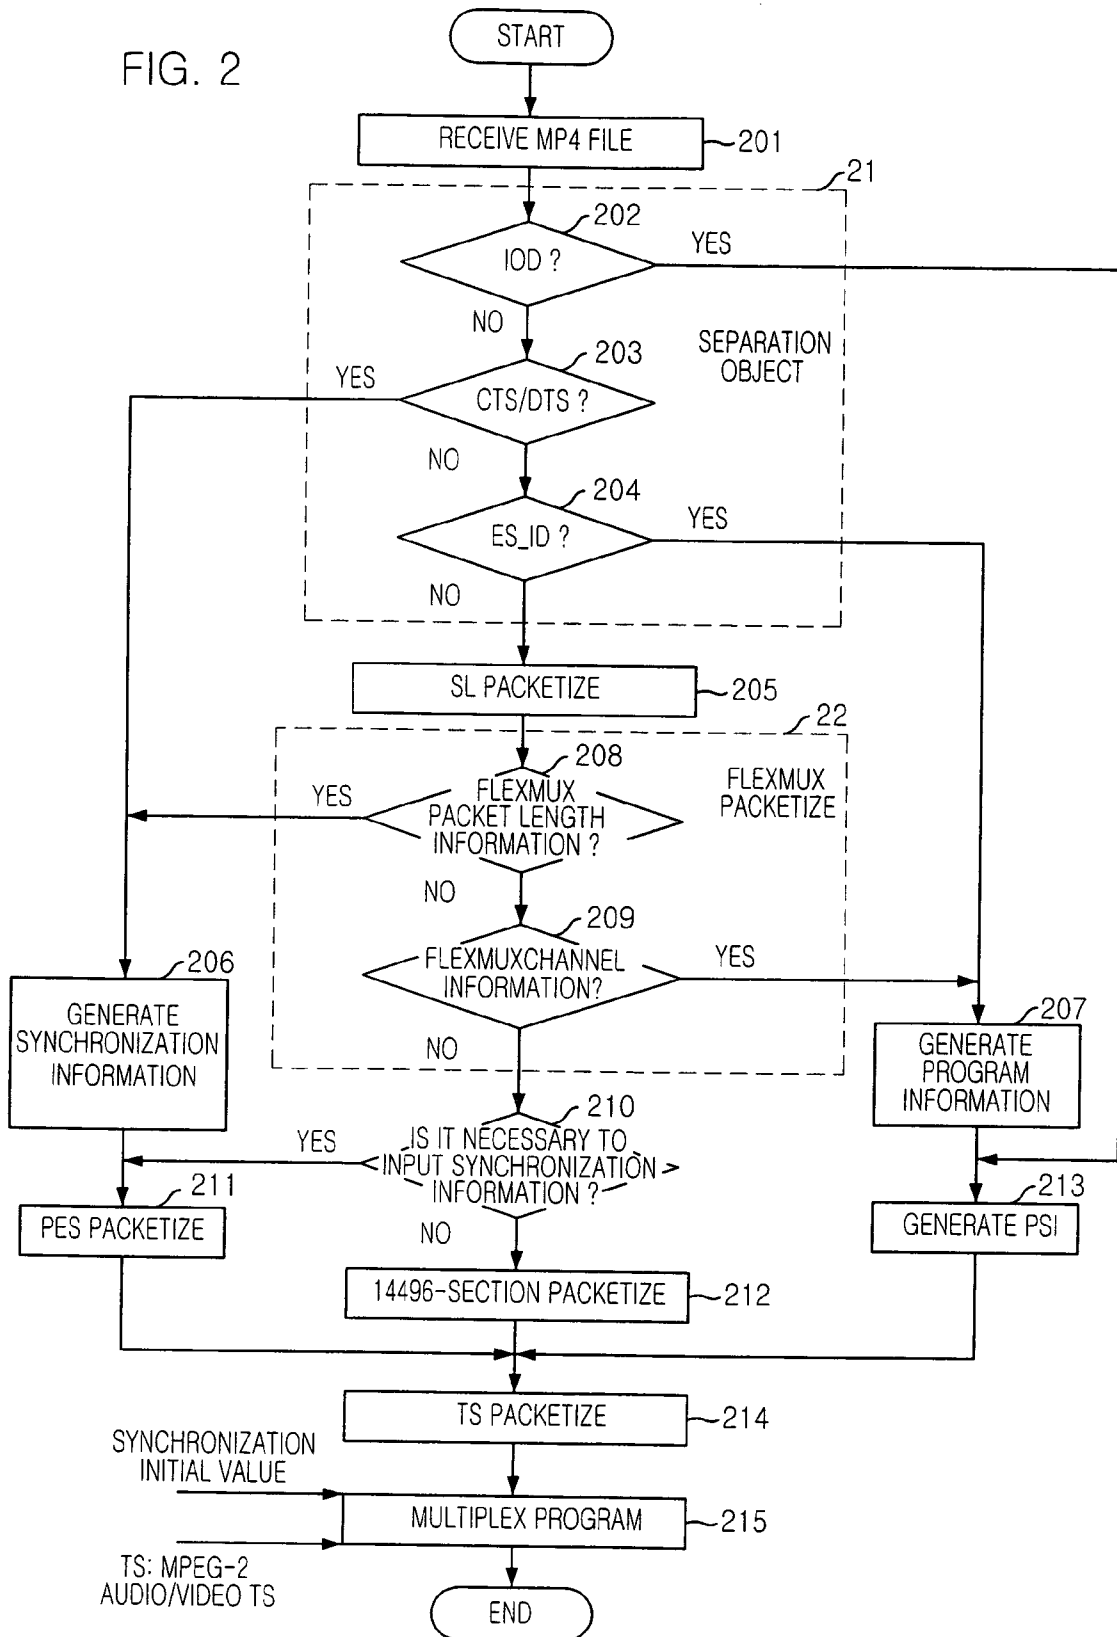 START
FIG. 2
RECEIVE MP4 FILE
201
21
202
IOD ?
YES
NO
SEPARATION
OBJECT
203
YES
CTS/DTS ?
NO
204
ES_ID ?
YES
NO
SL PACKETIZE
205
22
208
FLEXMUX
PACKETIZE
YES
FLEXMUX
PACKET LENGTH
INFORMATION ?
NO
209
FLEXMUXCHANNEL
INFORMATION?
YES
206
GENERATE
SYNCHRONIZATION
INFORMATION
207
GENERATE
PROGRAM
INFORMATION
NO
210
YES
IS IT NECESSARY TO
INPUT SYNCHRONIZATION
INFORMATION ?
211
PES PACKETIZE
213
GENERATE PSI
NO
14496-SECTION PACKETIZE
212
TS PACKETIZE
214
SYNCHRONIZATION
INITIAL VALUE
MULTIPLEX PROGRAM
215
TS: MPEG-2
AUDIO/VIDEO TS
END